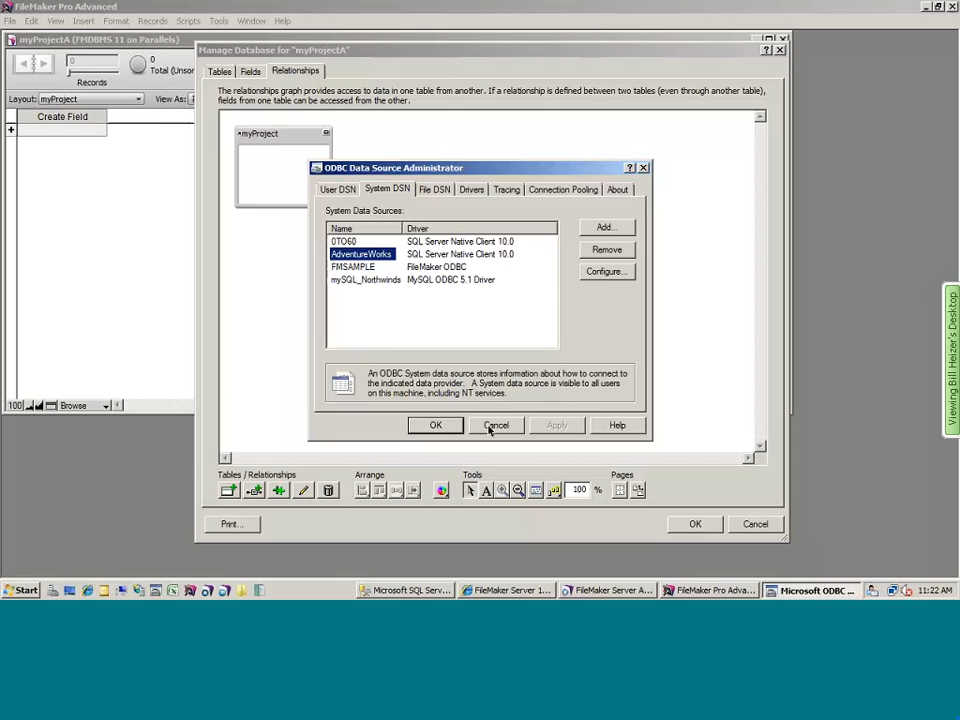 FileMaker Pro Advanced
File Edit View Insert Format Records Scripts Tools Window Help
myProjectA (FMDBMS 11 on Parallels)
0
0
Total (Unsor
Records
Layout: myProject View As:
Create Field
100 Browse
Manage Database for "myProjectA"
Tables Fields Relationships
The relationships graph provides access to data in one table from another. If a relationship is defined between two tables (even through another table),
fields from one table can be accessed from the other.
myProject
ODBC Data Source Administrator
User DSN System DSN File DSN Drivers Tracing Connection Pooling About
System Data Sources:
Name Driver
0TO60 SQL Server Native Client 10.0
AdventureWorks SQL Server Native Client 10.0
FMSAMPLE FileMaker ODBC
mySQL_Northwinds MySQL ODBC 5.1 Driver
Add...
Remove
Configure...
An ODBC System data source stores information about how to connect to
the indicated data provider. A System data source is visible to all users
on this machine, including NT services.
OK Cancel Apply Help
Tables / Relationships Arrange Tools Pages
A 100 %
Print... OK Cancel
Start Microsoft SQL Serv... FileMaker Server 1... FileMaker Server A... FileMaker Pro Adva... Microsoft ODBC ... 11:22 AM
Viewing Bill Heizer's Desktop